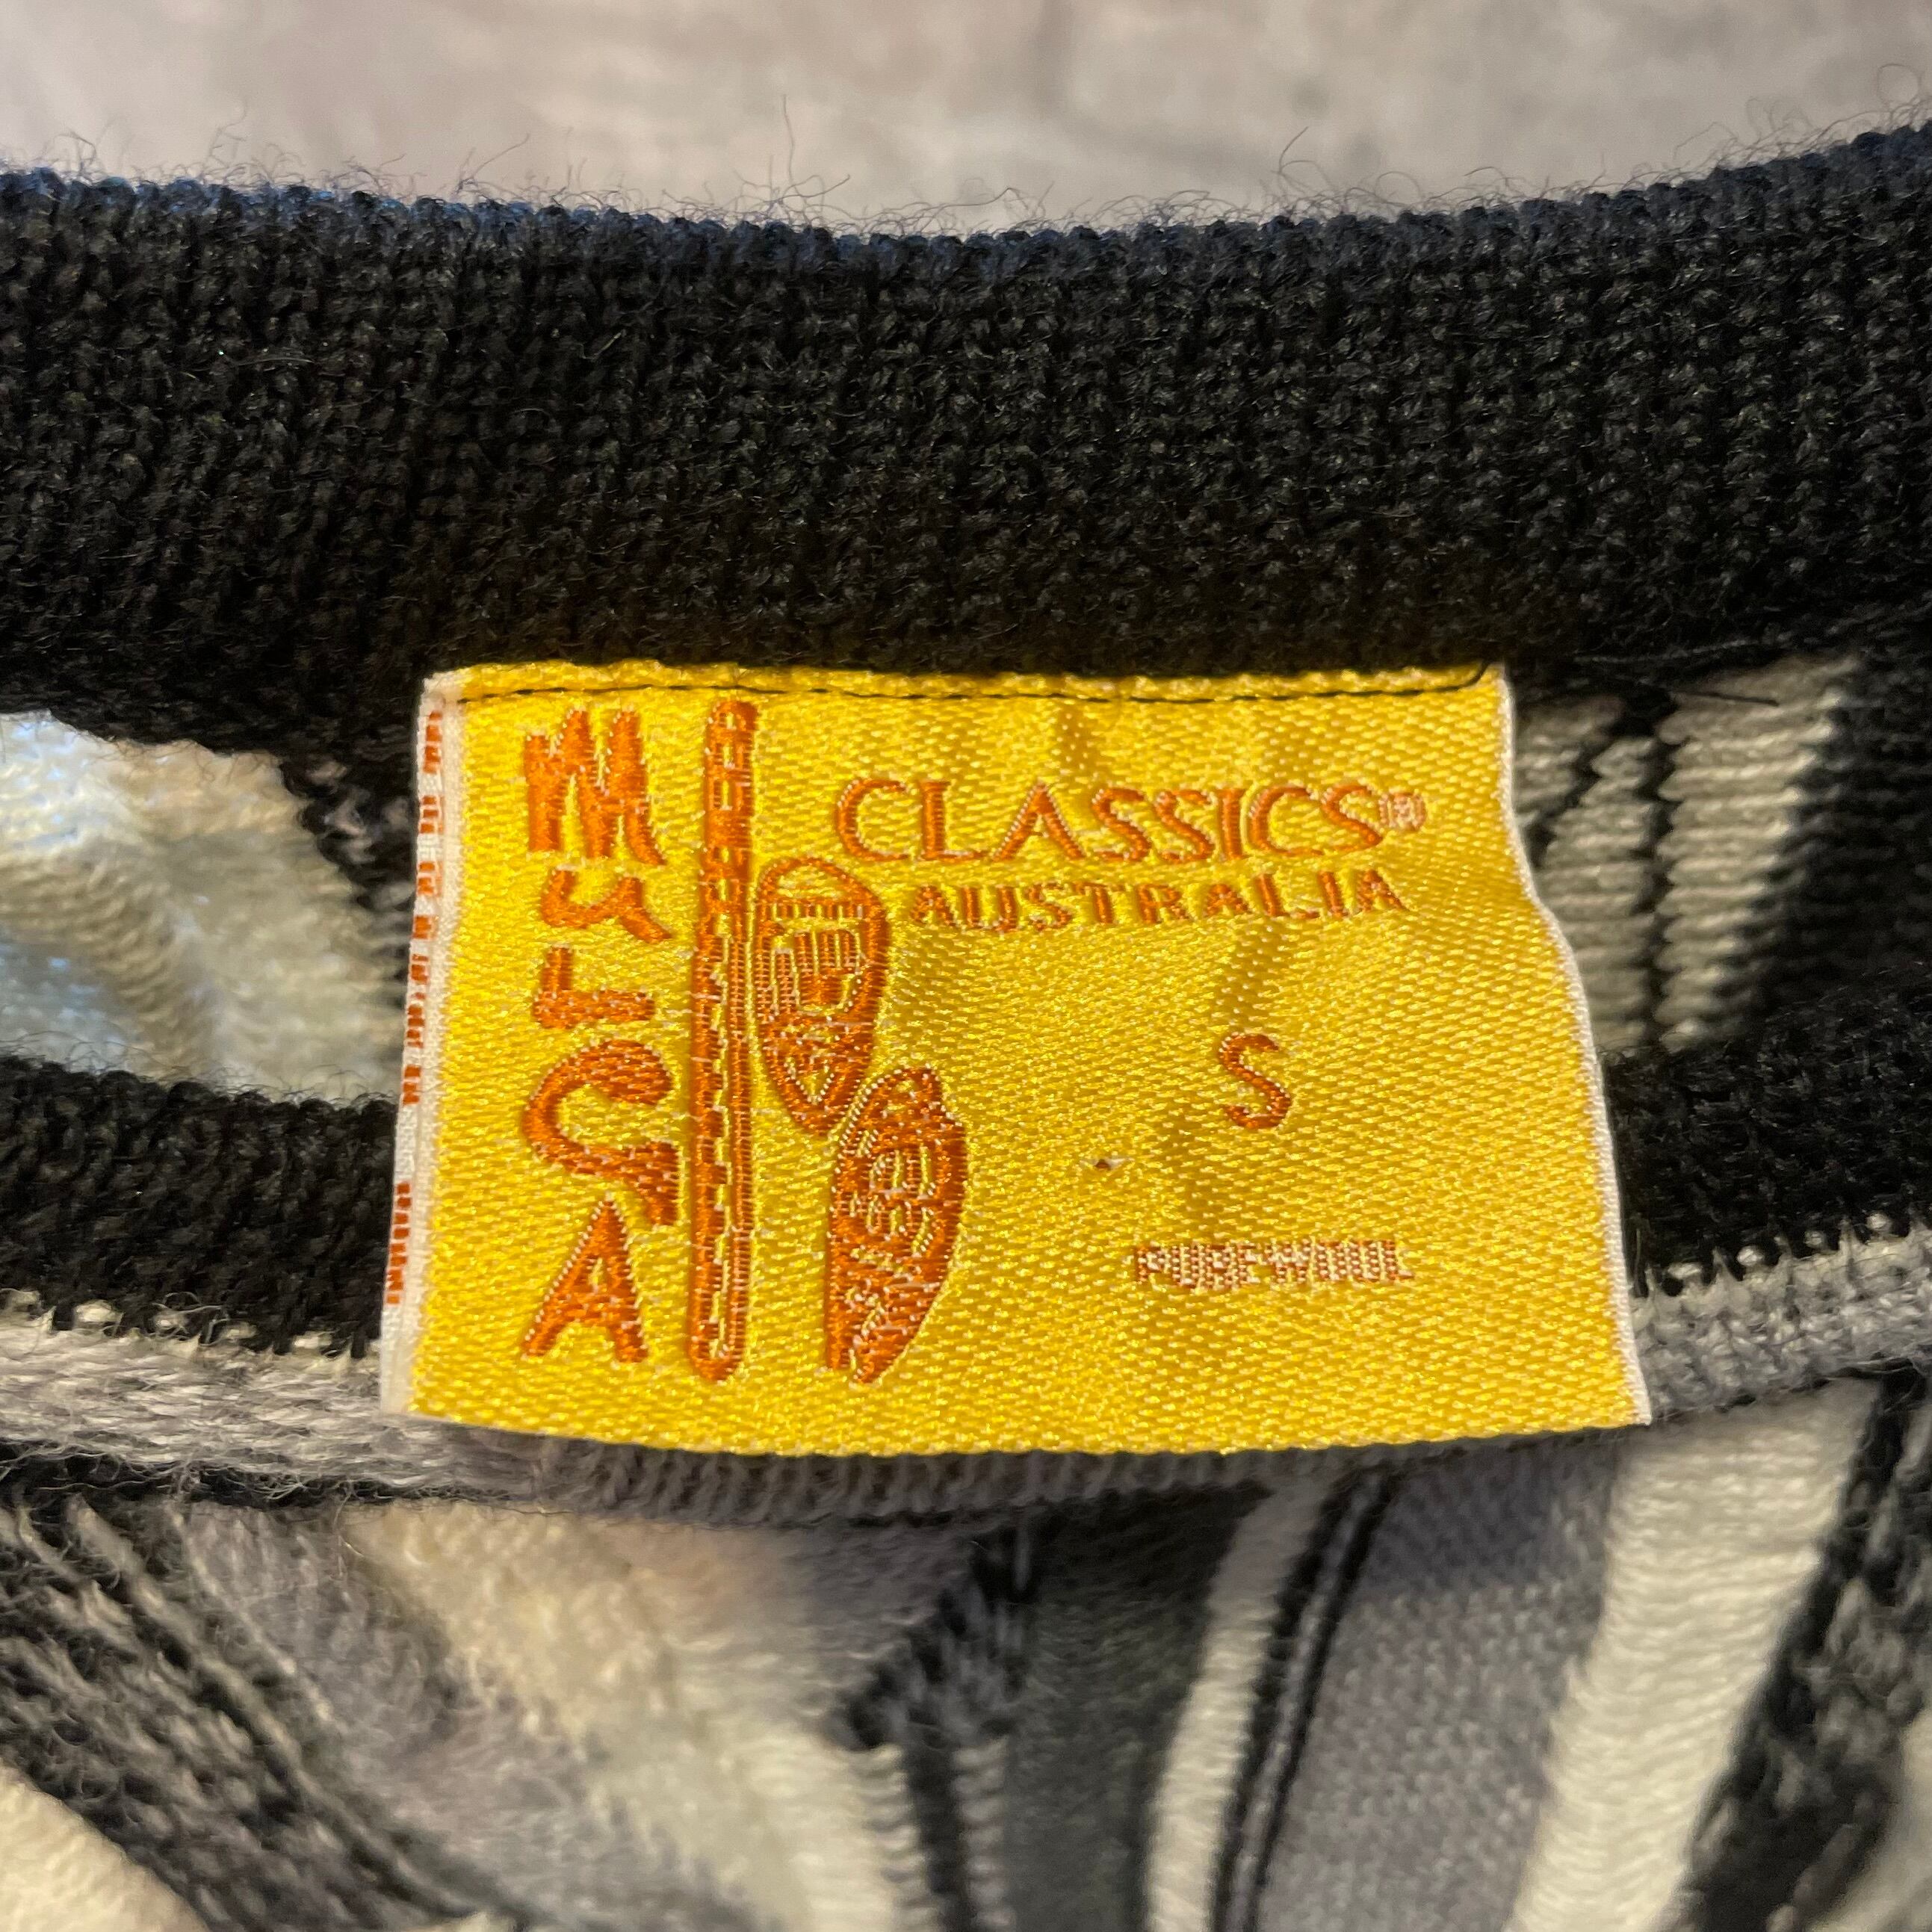 MULGA
CLASSICS®
AUSTRALIA
S
PURE WOOL